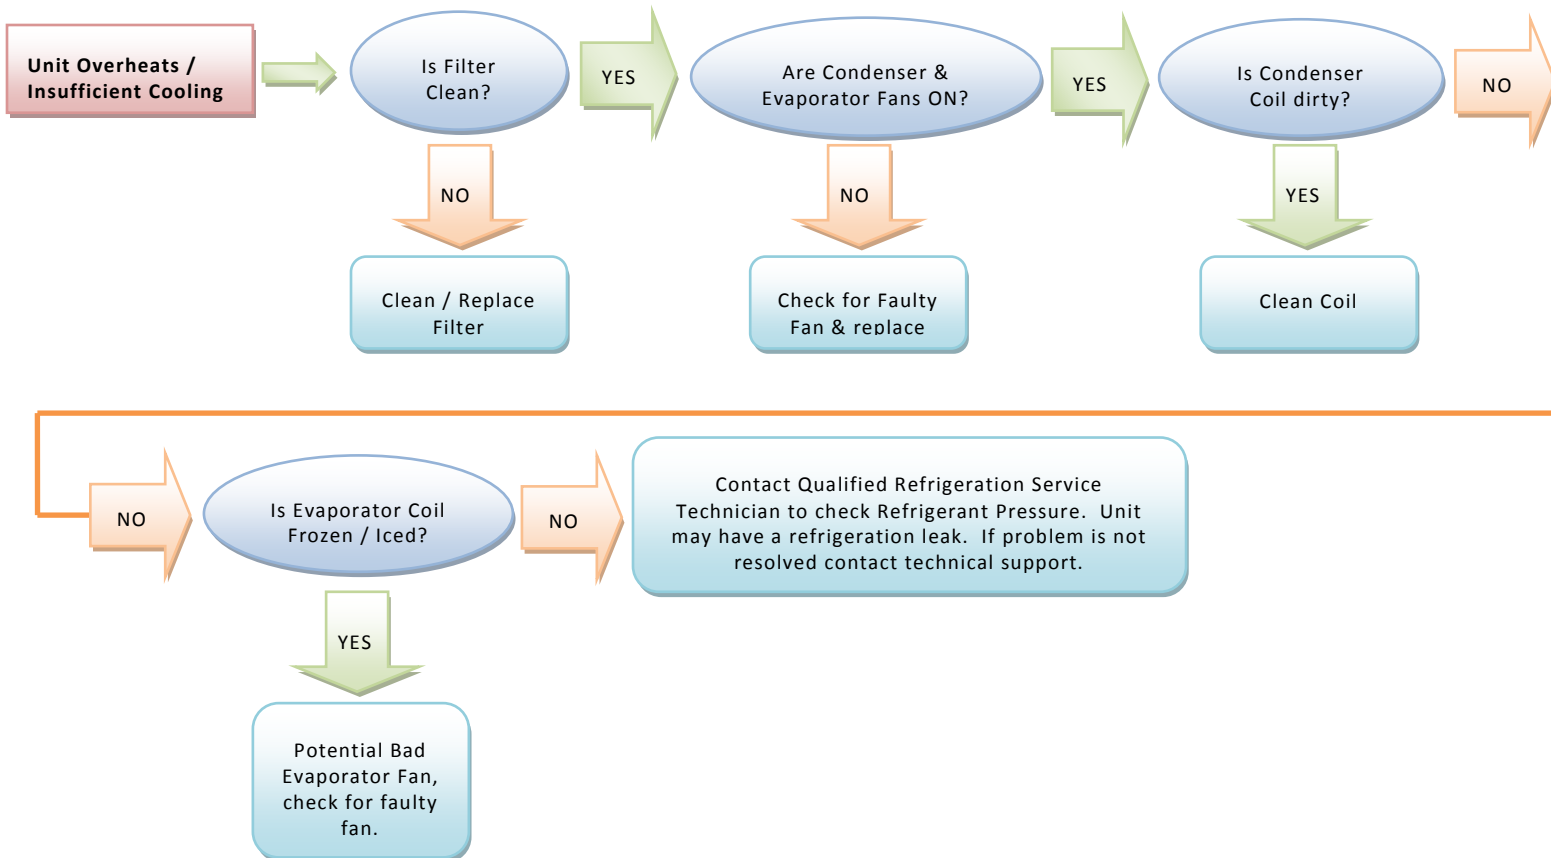 Unit Overheats /
Insufficient Cooling
Is Filter
Clean?
YES
Are Condenser &
Evaporator Fans ON?
YES
Is Condenser
Coil dirty?
NO
NO
NO
YES
Clean / Replace
Filter
Check for Faulty
Fan & replace
Clean Coil
NO
Is Evaporator Coil
Frozen / Iced?
NO
Contact Qualified Refrigeration Service
Technician to check Refrigerant Pressure.  Unit
may have a refrigeration leak.  If problem is not
resolved contact technical support.
YES
Potential Bad
Evaporator Fan,
check for faulty
fan.